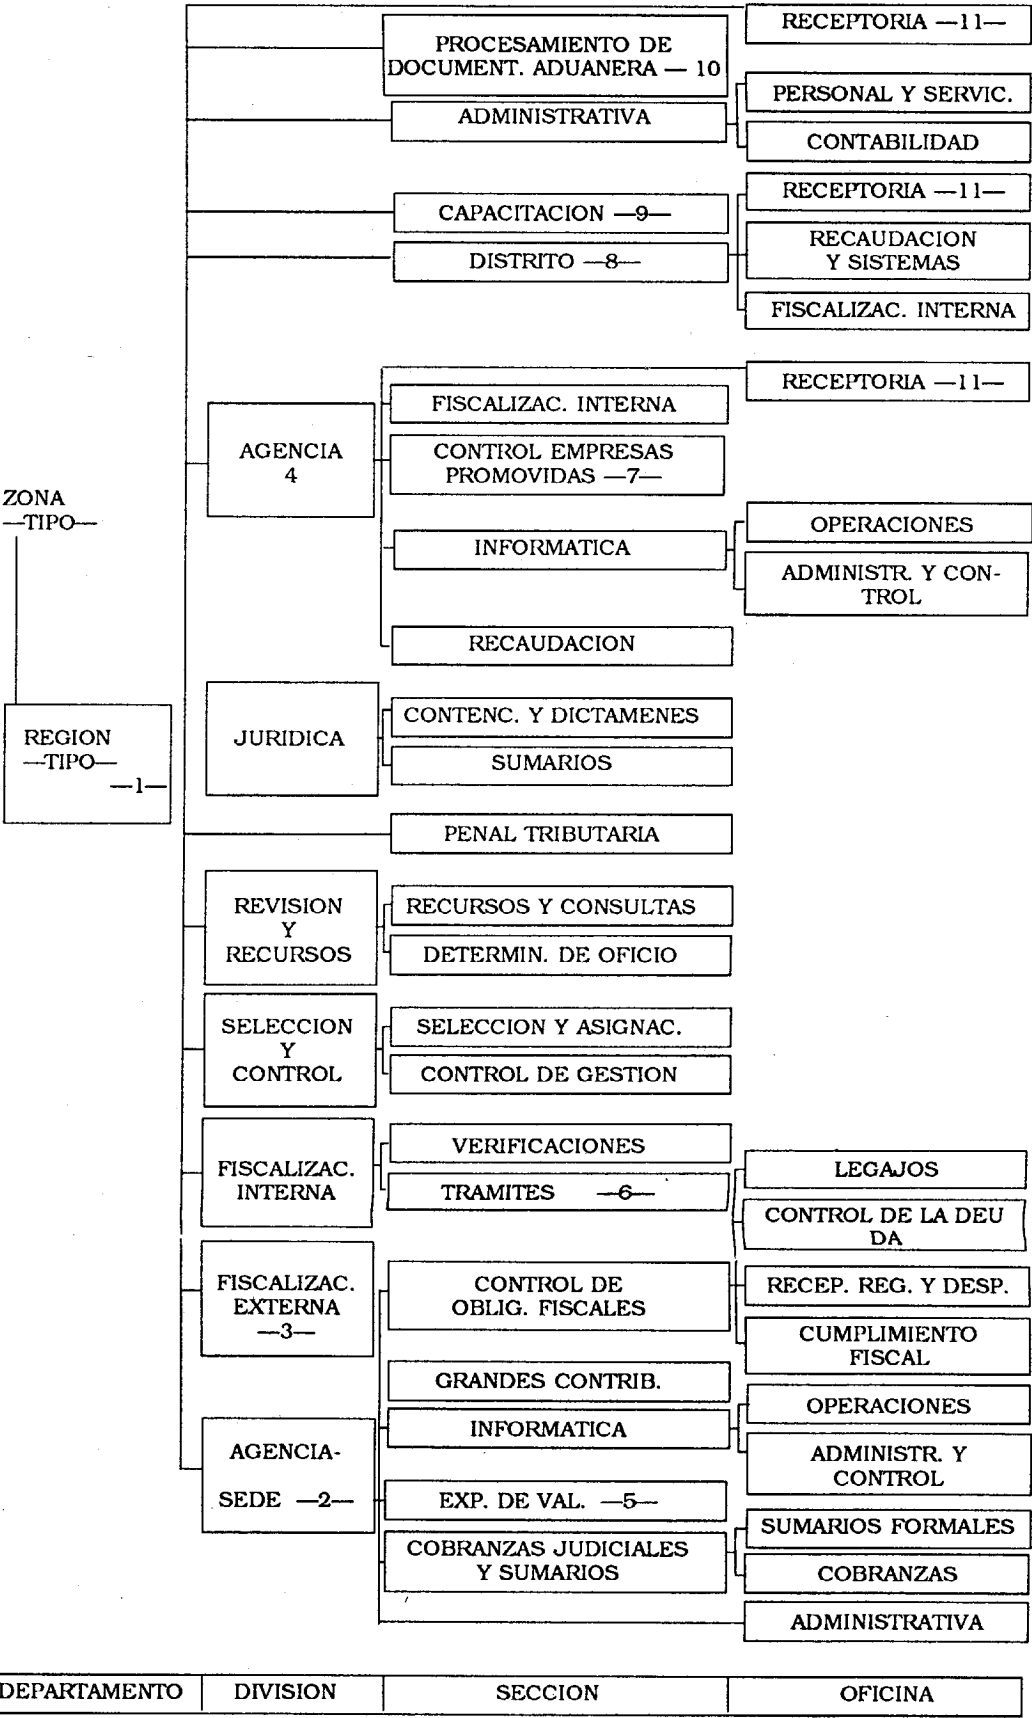 RECEPTORIA —11—
PROCESAMIENTO DE
DOCUMENT. ADUANERA — 10
ADMINISTRATIVA
PERSONAL Y SERVIC.
CONTABILIDAD
CAPACITACION —9—
DISTRITO —8—
RECEPTORIA —11—
RECAUDACION
Y SISTEMAS
FISCALIZAC. INTERNA
AGENCIA
4
RECEPTORIA —11—
FISCALIZAC. INTERNA
CONTROL EMPRESAS
PROMOVIDAS —7—
INFORMATICA
OPERACIONES
ADMINISTR. Y CON-
TROL
RECAUDACION
ZONA
—TIPO—
REGION
—TIPO—
—1—
JURIDICA
CONTENC. Y DICTAMENES
SUMARIOS
PENAL TRIBUTARIA
REVISION
Y
RECURSOS
RECURSOS Y CONSULTAS
DETERMIN. DE OFICIO
SELECCION
Y
CONTROL
SELECCION Y ASIGNAC.
CONTROL DE GESTION
FISCALIZAC.
INTERNA
VERIFICACIONES
TRAMITES —6—
FISCALIZAC.
EXTERNA
—3—
AGENCIA-
SEDE —2—
CONTROL DE
OBLIG. FISCALES
LEGAJOS
CONTROL DE LA DEU
DA
RECEP. REG. Y DESP.
CUMPLIMIENTO
FISCAL
GRANDES CONTRIB.
INFORMATICA
OPERACIONES
ADMINISTR. Y
CONTROL
EXP. DE VAL. —5—
COBRANZAS JUDICIALES
Y SUMARIOS
SUMARIOS FORMALES
COBRANZAS
ADMINISTRATIVA
DEPARTAMENTO DIVISION SECCION OFICINA